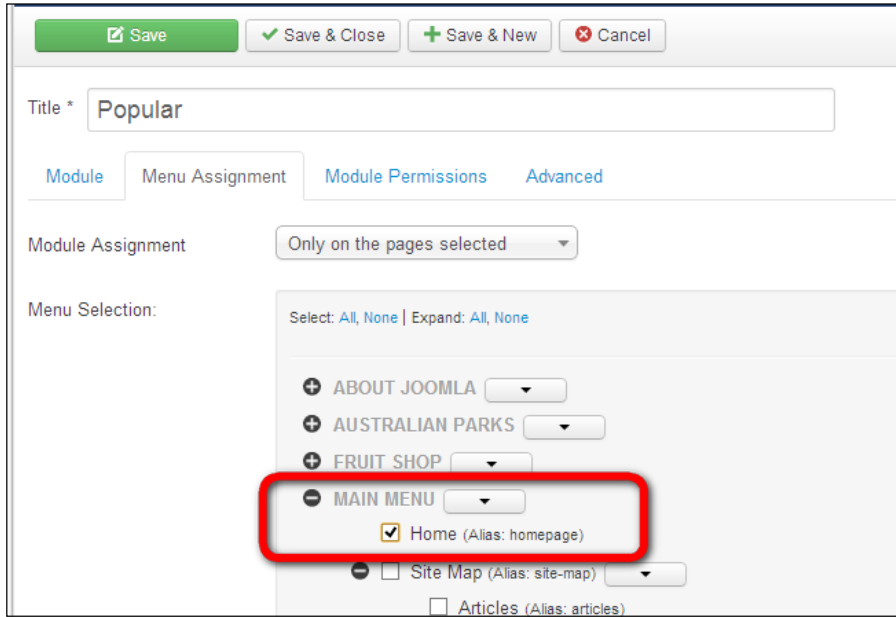 Save Save & Close Save & New Cancel
Title * Popular
Module Menu Assignment Module Permissions Advanced
Module Assignment Only on the pages selected
Menu Selection: Select: All, None | Expand: All, None
ABOUT JOOMLA
AUSTRALIAN PARKS
FRUIT SHOP
MAIN MENU
Home (Alias: homepage)
Site Map (Alias: site-map)
Articles (Alias: articles)